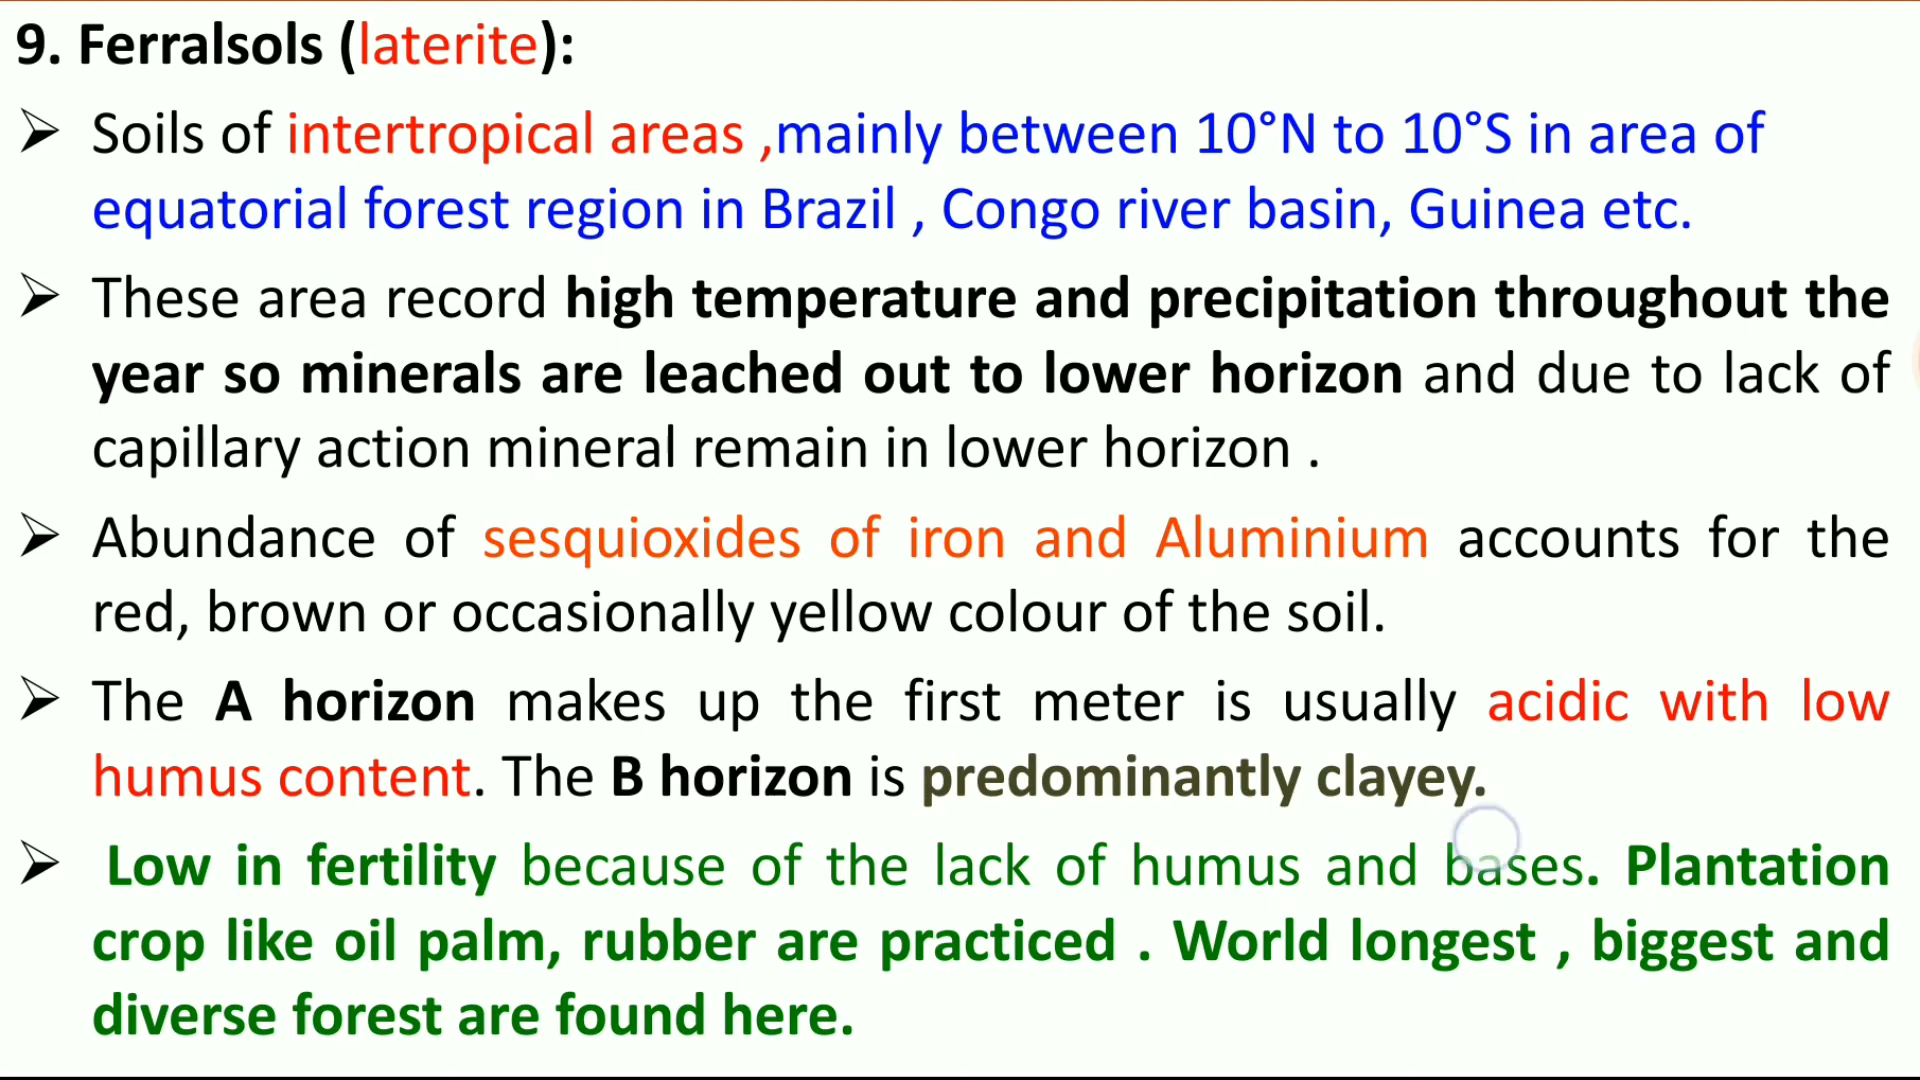 9. Ferralsols (laterite):
➢ Soils of intertropical areas ,mainly between 10°N to 10°S in area of
equatorial forest region in Brazil , Congo river basin, Guinea etc.
➢ These area record high temperature and precipitation throughout the
year so minerals are leached out to lower horizon and due to lack of
capillary action mineral remain in lower horizon .
➢ Abundance of sesquioxides of iron and Aluminium accounts for the
red, brown or occasionally yellow colour of the soil.
➢ The A horizon makes up the first meter is usually acidic with low
humus content. The B horizon is predominantly clayey.
➢ Low in fertility because of the lack of humus and bases. Plantation
crop like oil palm, rubber are practiced . World longest , biggest and
diverse forest are found here.